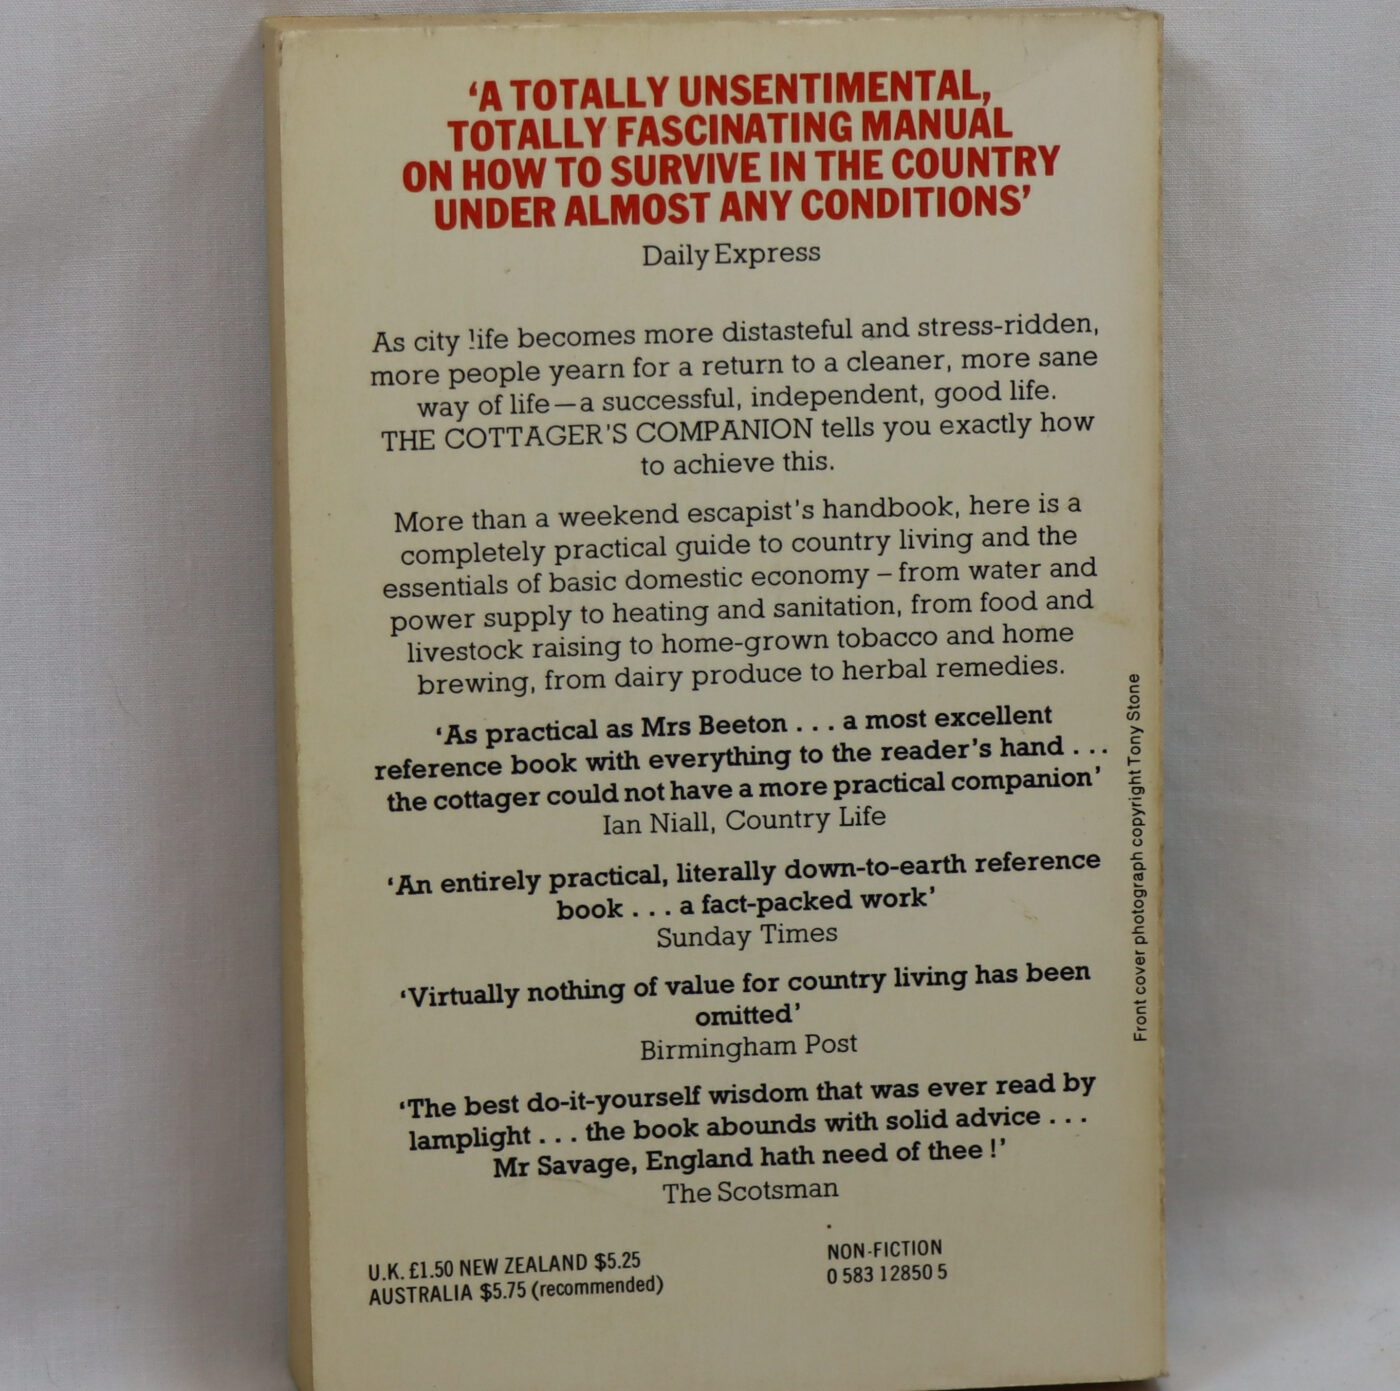 ‘A TOTALLY UNSENTIMENTAL,
TOTALLY FASCINATING MANUAL
ON HOW TO SURVIVE IN THE COUNTRY
UNDER ALMOST ANY CONDITIONS’
Daily Express
As city life becomes more distasteful and stress-ridden,
more people yearn for a return to a cleaner, more sane
way of life—a successful, independent, good life.
THE COTTAGER'S COMPANION tells you exactly how
to achieve this.
More than a weekend escapist's handbook, here is a
completely practical guide to country living and the
essentials of basic domestic economy – from water and
power supply to heating and sanitation, from food and
livestock raising to home-grown tobacco and home
brewing, from dairy produce to herbal remedies.
‘As practical as Mrs Beeton . . . a most excellent
reference book with everything to the reader's hand . . .
the cottager could not have a more practical companion’
Ian Niall, Country Life
‘An entirely practical, literally down-to-earth reference
book . . . a fact-packed work’
Sunday Times
‘Virtually nothing of value for country living has been
omitted’
Birmingham Post
‘The best do-it-yourself wisdom that was ever read by
lamplight . . . the book abounds with solid advice . . .
Mr Savage, England hath need of thee !’
The Scotsman
U.K. £1.50 NEW ZEALAND $5.25
AUSTRALIA $5.75 (recommended)
NON-FICTION
0 583 12850 5
Front cover photograph copyright Tony Stone